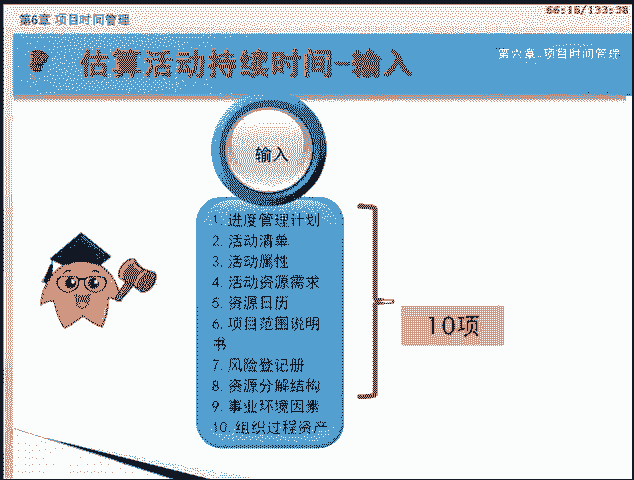 66:16/133:38
第6章 项目时间管理
估算活动持续时间-输入
第六章.项目时间管理
输入
1. 进度管理计划
2. 活动清单
3. 活动属性
4. 活动资源需求
5. 资源日历
6. 项目范围说明
书
7. 风险登记册
8. 资源分解结构
9. 事业环境因素
10. 组织过程资产
10项